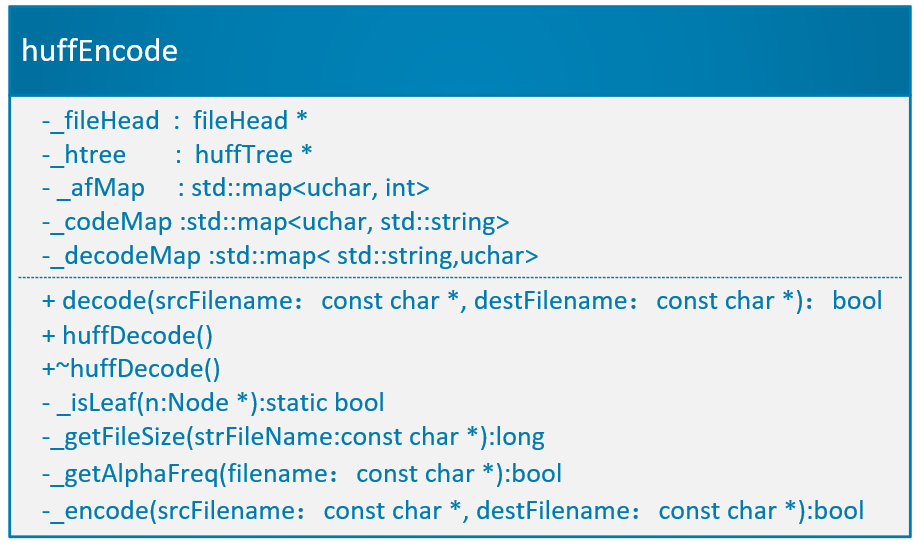 huffEncode
-_fileHead : fileHead *
-_htree : huffTree *
- _afMap : std::map<uchar, int>
-_codeMap :std::map<uchar, std::string>
-_decodeMap :std::map< std::string,uchar>
+ decode(srcFilename： const char *, destFilename： const char *)： bool
+ huffDecode()
+~huffDecode()
- _isLeaf(n:Node *):static bool
-_getFileSize(strFileName:const char *):long
-_getAlphaFreq(filename： const char *):bool
-_encode(srcFilename： const char *, destFilename： const char *):bool